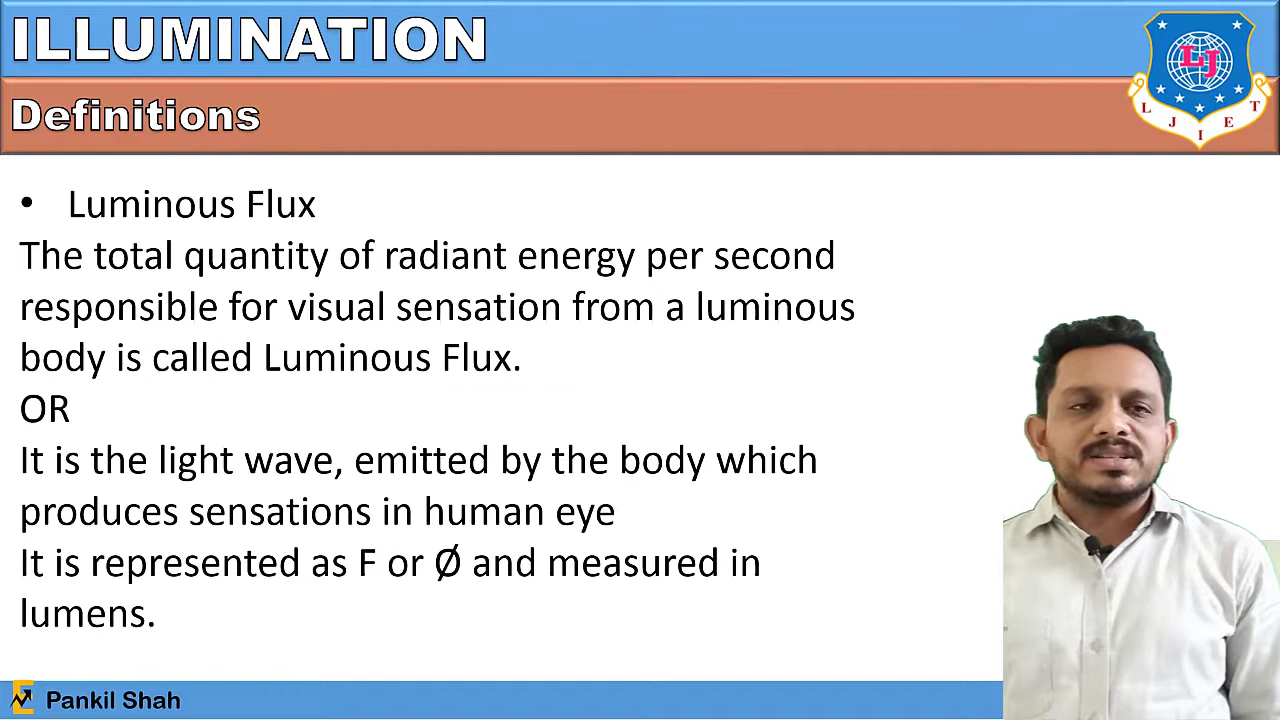 ILLUMINATION
Definitions
LJ
L J I E T
• Luminous Flux
The total quantity of radiant energy per second
responsible for visual sensation from a luminous
body is called Luminous Flux.
OR
It is the light wave, emitted by the body which
produces sensations in human eye
It is represented as F or Ø and measured in
lumens.
Pankil Shah